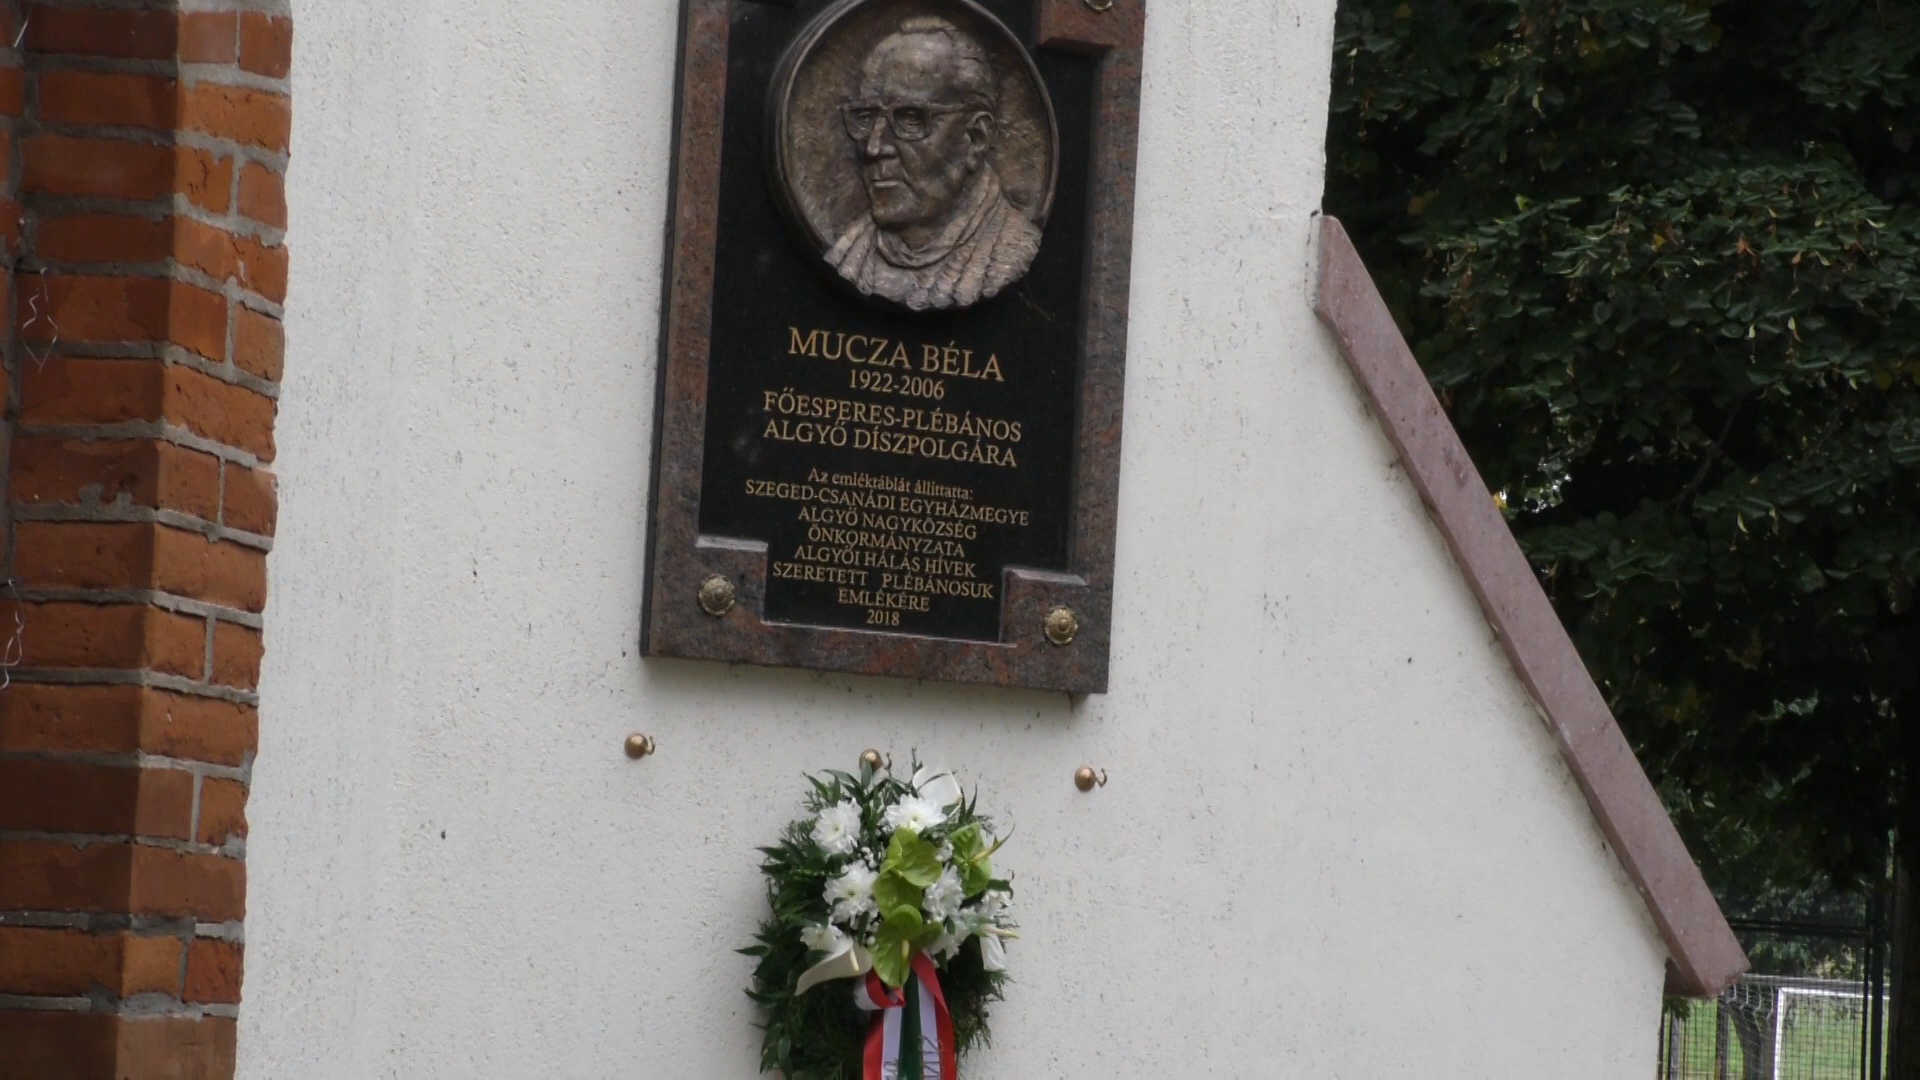 MUCZA BÉLA
1922-2006
FŐESPERES-PLÉBÁNOS
ALGYŐ DÍSZPOLGÁRA
Az emléktáblát állíttatta:
SZEGED-CSANÁDI EGYHÁZMEGYE
ALGYŐ NAGYKÖZSÉG
ÖNKORMÁNYZATA
ALGYŐI HÁLÁS HÍVEK
SZERETETT PLÉBÁNOSUK
EMLÉKÉRE
2018